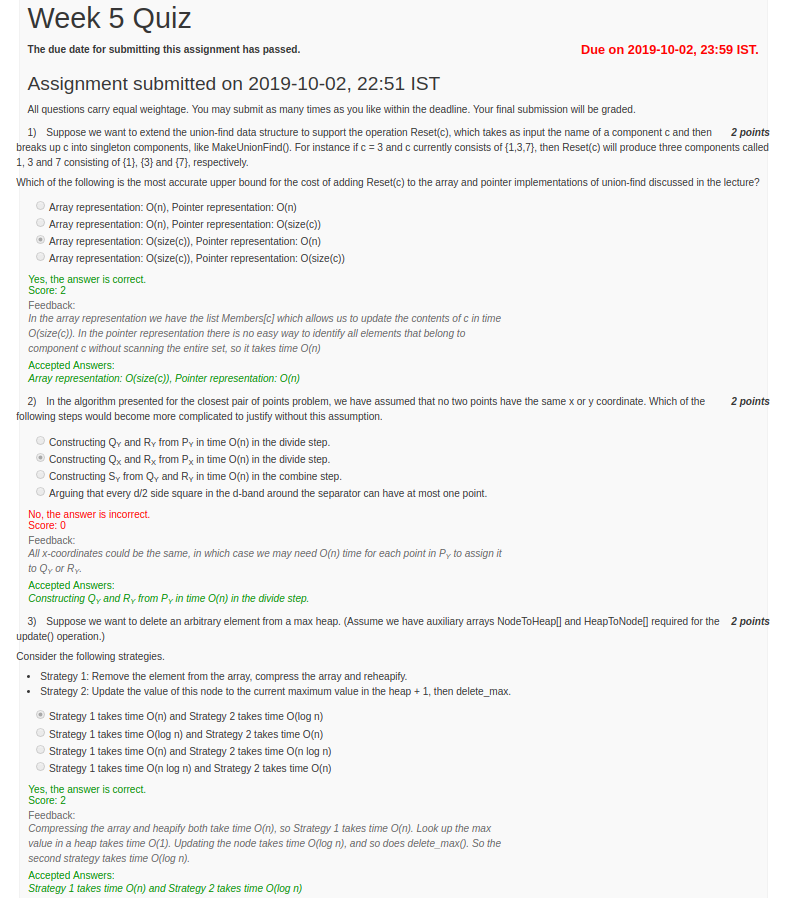 Week 5 Quiz
The due date for submitting this assignment has passed.
Due on 2019-10-02, 23:59 IST.
Assignment submitted on 2019-10-02, 22:51 IST
All questions carry equal weightage. You may submit as many times as you like within the deadline. Your final submission will be graded.
1) Suppose we want to extend the union-find data structure to support the operation Reset(c), which takes as input the name of a component c and then 2 points
breaks up c into singleton components, like MakeUnionFind(). For instance if c = 3 and c currently consists of {1,3,7}, then Reset(c) will produce three components called
1, 3 and 7 consisting of {1}, {3} and {7}, respectively.
Which of the following is the most accurate upper bound for the cost of adding Reset(c) to the array and pointer implementations of union-find discussed in the lecture?
Array representation: O(n), Pointer representation: O(n)
Array representation: O(n), Pointer representation: O(size(c))
Array representation: O(size(c)), Pointer representation: O(n)
Array representation: O(size(c)), Pointer representation: O(size(c))
Yes, the answer is correct.
Score: 2
Feedback:
In the array representation we have the list Members[c] which allows us to update the contents of c in time
O(size(c)). In the pointer representation there is no easy way to identify all elements that belong to
component c without scanning the entire set, so it takes time O(n)
Accepted Answers:
Array representation: O(size(c)), Pointer representation: O(n)
2) In the algorithm presented for the closest pair of points problem, we have assumed that no two points have the same x or y coordinate. Which of the 2 points
following steps would become more complicated to justify without this assumption.
Constructing QY and RY from PY in time O(n) in the divide step.
Constructing QX and RX from PX in time O(n) in the divide step.
Constructing SY from QY and RY in time O(n) in the combine step.
Arguing that every d/2 side square in the d-band around the separator can have at most one point.
No, the answer is incorrect.
Score: 0
Feedback:
All x-coordinates could be the same, in which case we may need O(n) time for each point in PY to assign it
to QY or RY.
Accepted Answers:
Constructing QY and RY from PY in time O(n) in the divide step.
3) Suppose we want to delete an arbitrary element from a max heap. (Assume we have auxiliary arrays NodeToHeap[] and HeapToNode[] required for the 2 points
update() operation.)
Consider the following strategies.
• Strategy 1: Remove the element from the array, compress the array and reheapify.
• Strategy 2: Update the value of this node to the current maximum value in the heap + 1, then delete_max.
Strategy 1 takes time O(n) and Strategy 2 takes time O(log n)
Strategy 1 takes time O(log n) and Strategy 2 takes time O(n)
Strategy 1 takes time O(n) and Strategy 2 takes time O(n log n)
Strategy 1 takes time O(n log n) and Strategy 2 takes time O(n)
Yes, the answer is correct.
Score: 2
Feedback:
Compressing the array and heapify both take time O(n), so Strategy 1 takes time O(n). Look up the max
value in a heap takes time O(1). Updating the node takes time O(log n), and so does delete_max(). So the
second strategy takes time O(log n).
Accepted Answers:
Strategy 1 takes time O(n) and Strategy 2 takes time O(log n)